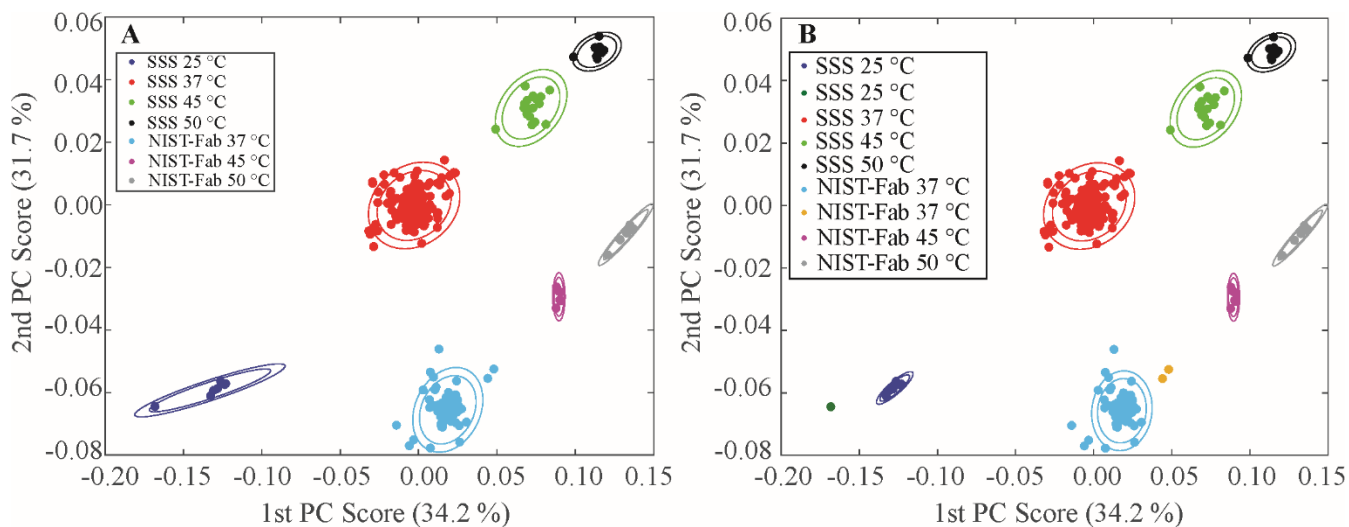 A
SSS 25 °C
SSS 37 °C
SSS 45 °C
SSS 50 °C
NIST-Fab 37 °C
NIST-Fab 45 °C
NIST-Fab 50 °C
2nd PC Score (31.7 %)
0.06
0.04
0.02
0.00
-0.02
-0.04
-0.06
-0.08
-0.20
-0.15
-0.10
-0.05
0.00
0.05
0.10
0.15
1st PC Score (34.2 %)
B
SSS 25 °C
SSS 25 °C
SSS 37 °C
SSS 45 °C
SSS 50 °C
NIST-Fab 37 °C
NIST-Fab 37 °C
NIST-Fab 45 °C
NIST-Fab 50 °C
2nd PC Score (31.7 %)
0.06
0.04
0.02
0.00
-0.02
-0.04
-0.06
-0.08
-0.20
-0.15
-0.10
-0.05
0.00
0.05
0.10
0.15
1st PC Score (34.2 %)